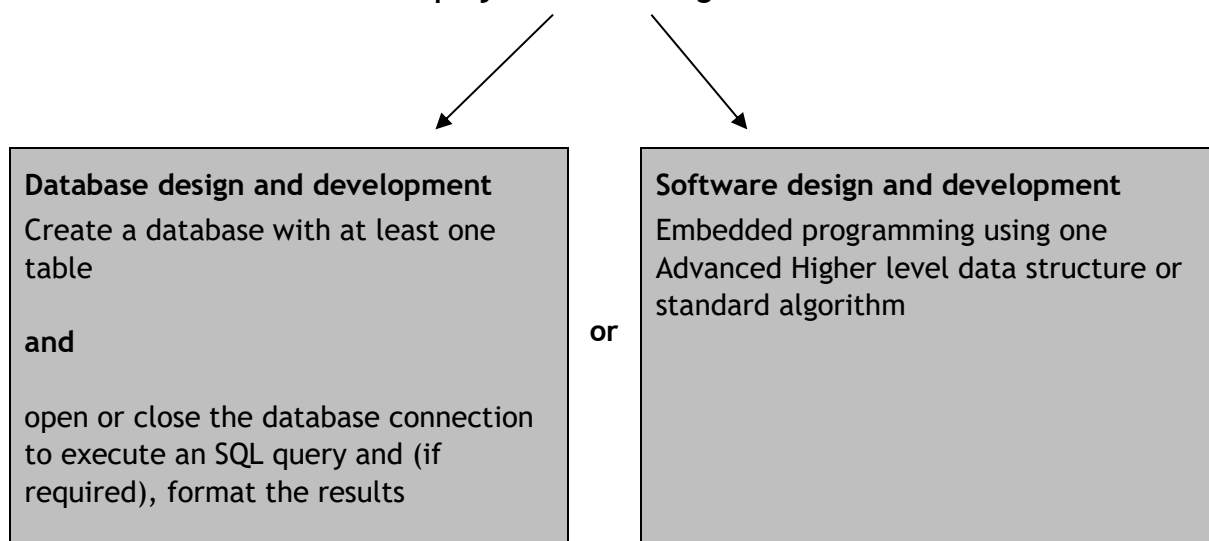 Database design and development
Create a database with at least one
table
and
open or close the database connection
to execute an SQL query and (if
required), format the results
or
Software design and development
Embedded programming using one
Advanced Higher level data structure or
standard algorithm